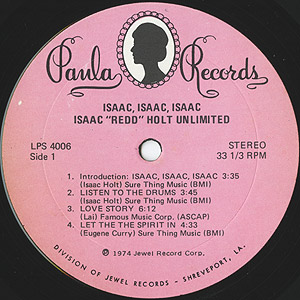 Paula Records
ISAAC, ISAAC, ISAAC
ISAAC "REDD" HOLT UNLIMITED
LPS 4006 STEREO
Side 1 33 1/3 RPM
1. Introduction: ISAAC, ISAAC, ISAAC 3:35
(Isaac Holt) Sure Thing Music (BMI)
2. LISTEN TO THE DRUMS 3:45
(Isaac Holt) Sure Thing Music (BMI)
3. LOVE STORY 6:12
(Lai) Famous Music Corp. (ASCAP)
4. LET THE THE SPIRIT IN 4:33
(Eugene Curry) Sure Thing Music (BMI)
℗ 1974 Jewel Record Corp.
DIVISION OF JEWEL RECORDS - SHREVEPORT, LA.